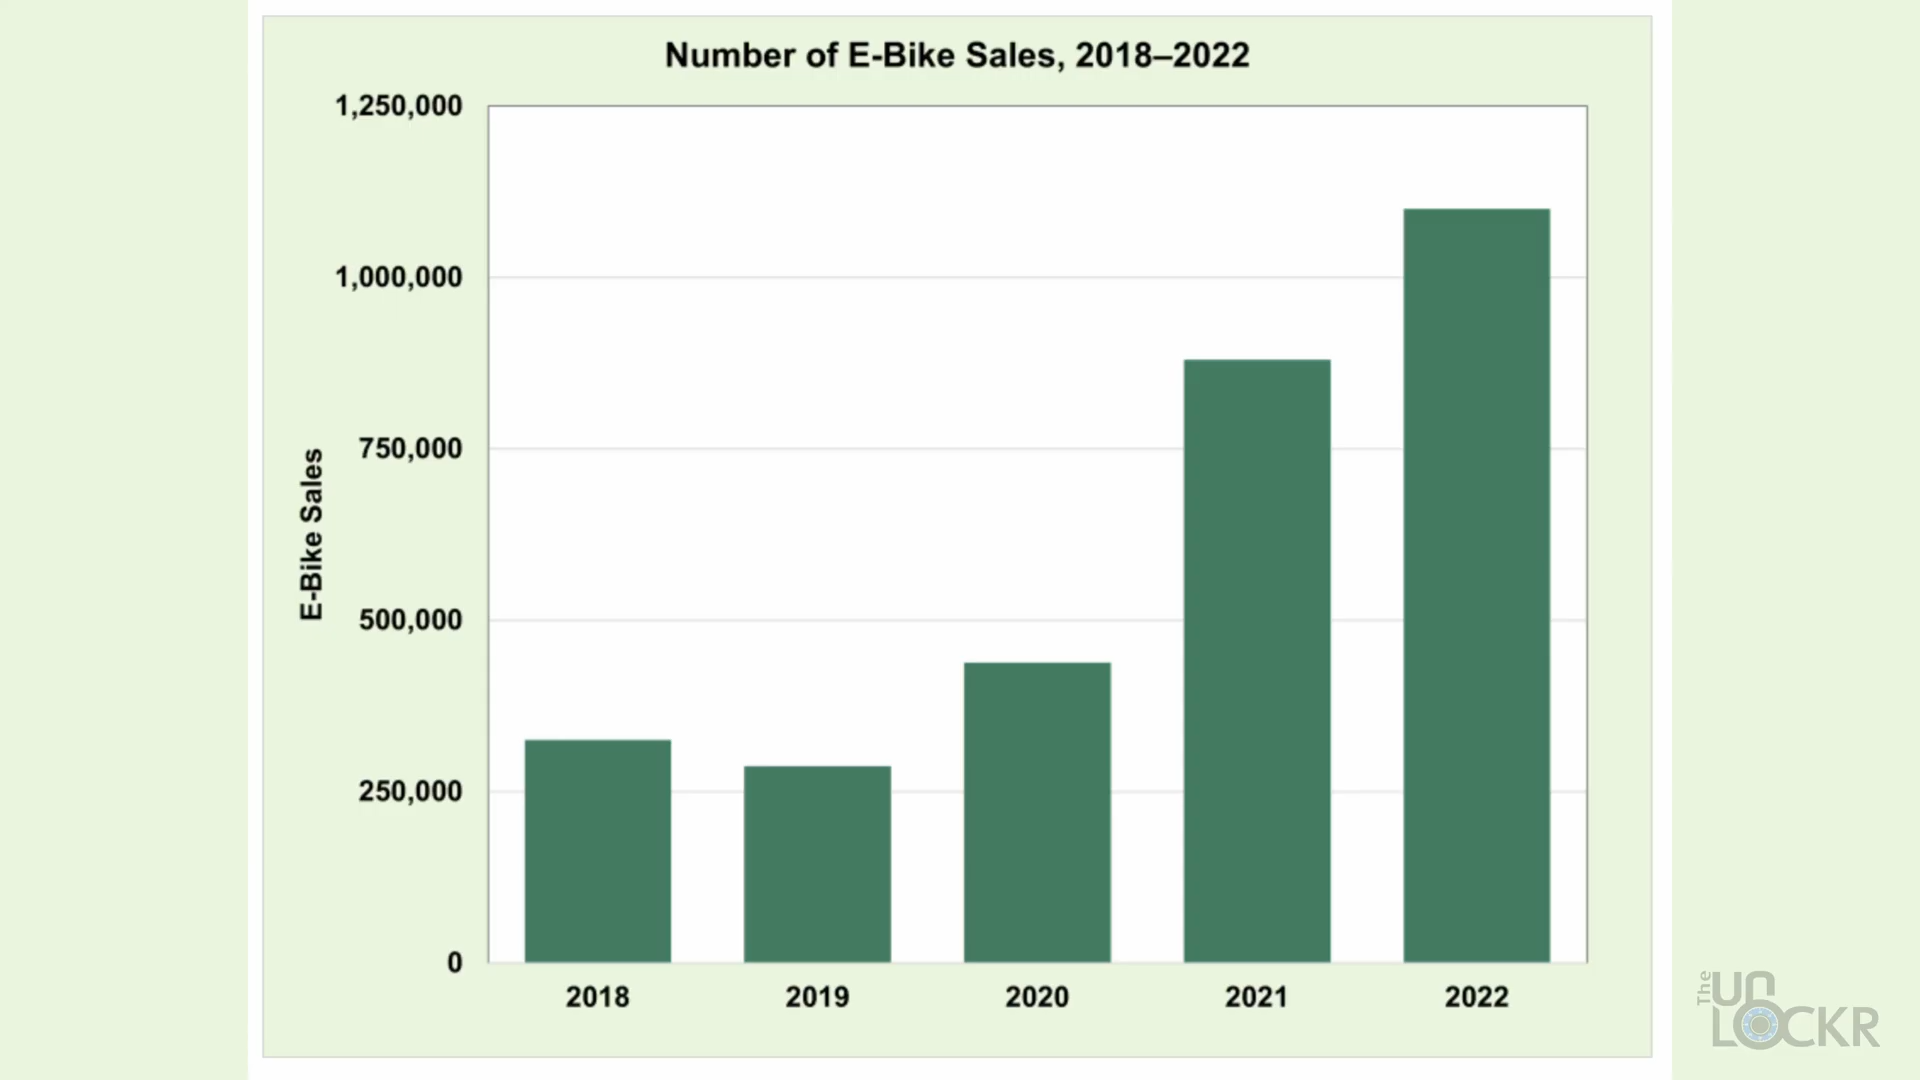 Number of E-Bike Sales, 2018–2022
1,250,000
1,000,000
750,000
500,000
250,000
0
E-Bike Sales
2018 2019 2020 2021 2022
The
Un
LOCKR